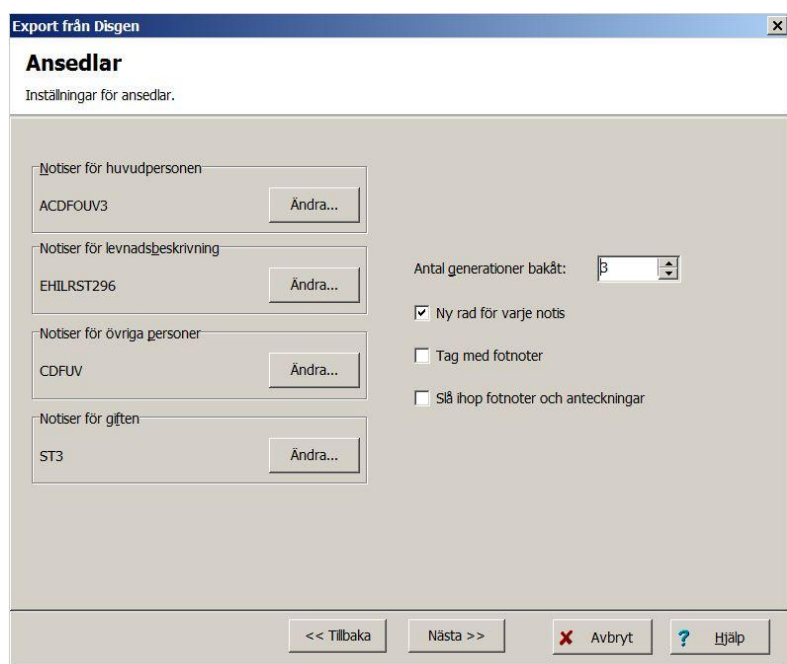 Export från Disgen
Ansedlar
Inställningar för ansedlar.
Notiser för huvudpersonen
ACDFOUV3
Ändra...
Notiser för levnadsbeskrivning
EHILRST296
Ändra...
Notiser för övriga personer
CDFUV
Ändra...
Notiser för giften
ST3
Ändra...
Antal generationer bakåt:
3
Ny rad för varje notis
Tag med fotnoter
Slå ihop fotnoter och anteckningar
<< Tillbaka
Nästa >>
Avbryt
? Hjälp